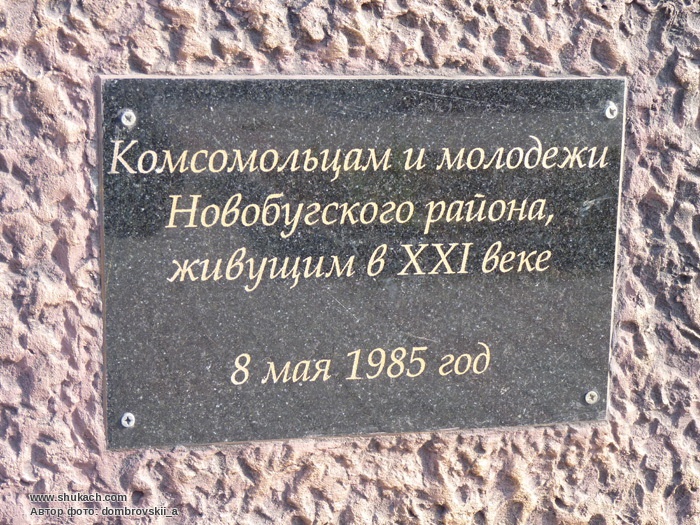 Комсомольцам и молодежи
Новобугского района,
живущим в XXI веке
8 мая 1985 год
www.shukach.com
Автор фото: dombrovskii_a